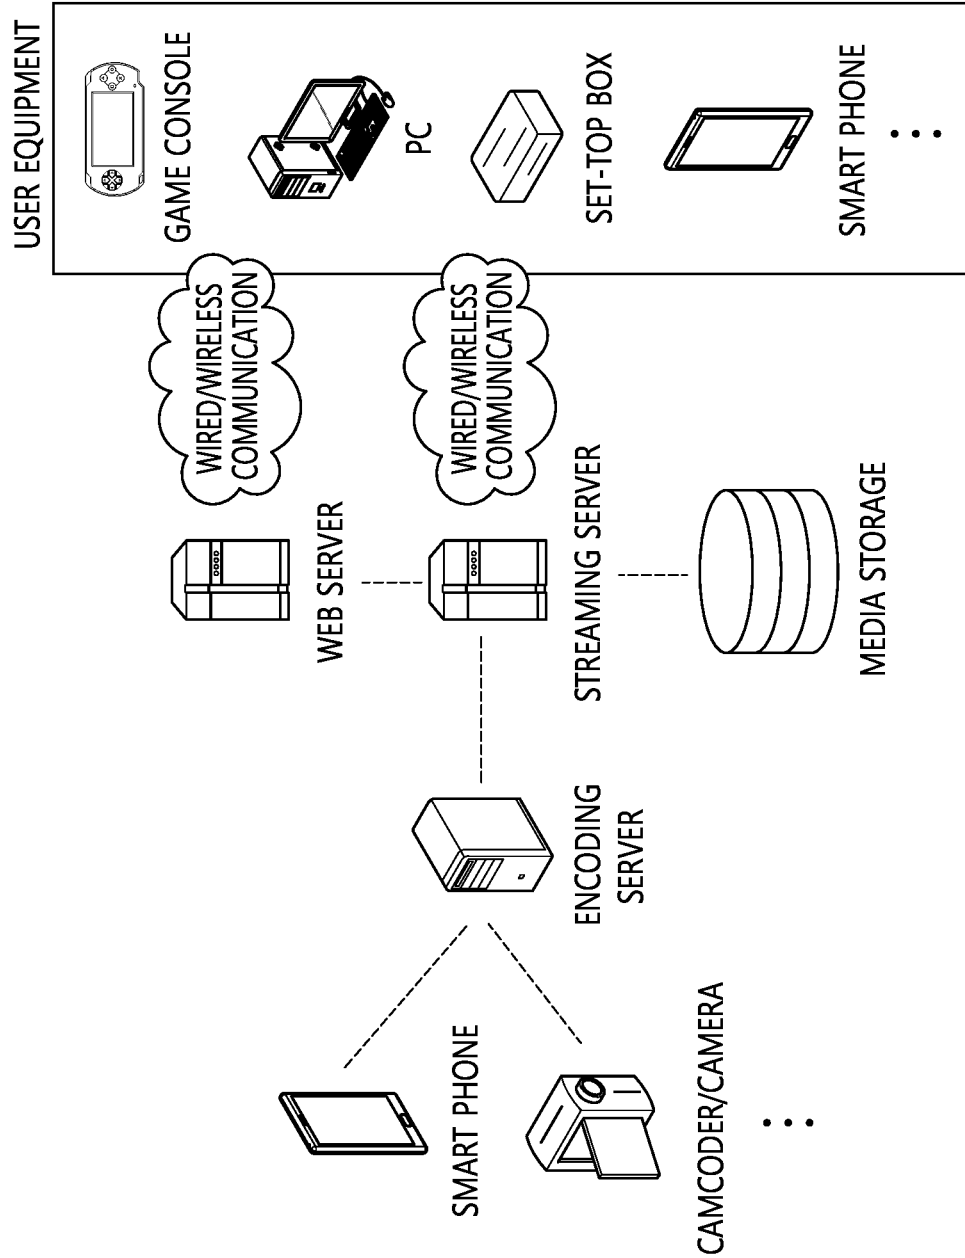 USER EQUIPMENT
GAME CONSOLE
PC
SET-TOP BOX
SMART PHONE
WIRED/WIRELESS
COMMUNICATION
WIRED/WIRELESS
COMMUNICATION
WEB SERVER
STREAMING SERVER
MEDIA STORAGE
ENCODING
SERVER
SMART PHONE
CAMCODER/CAMERA